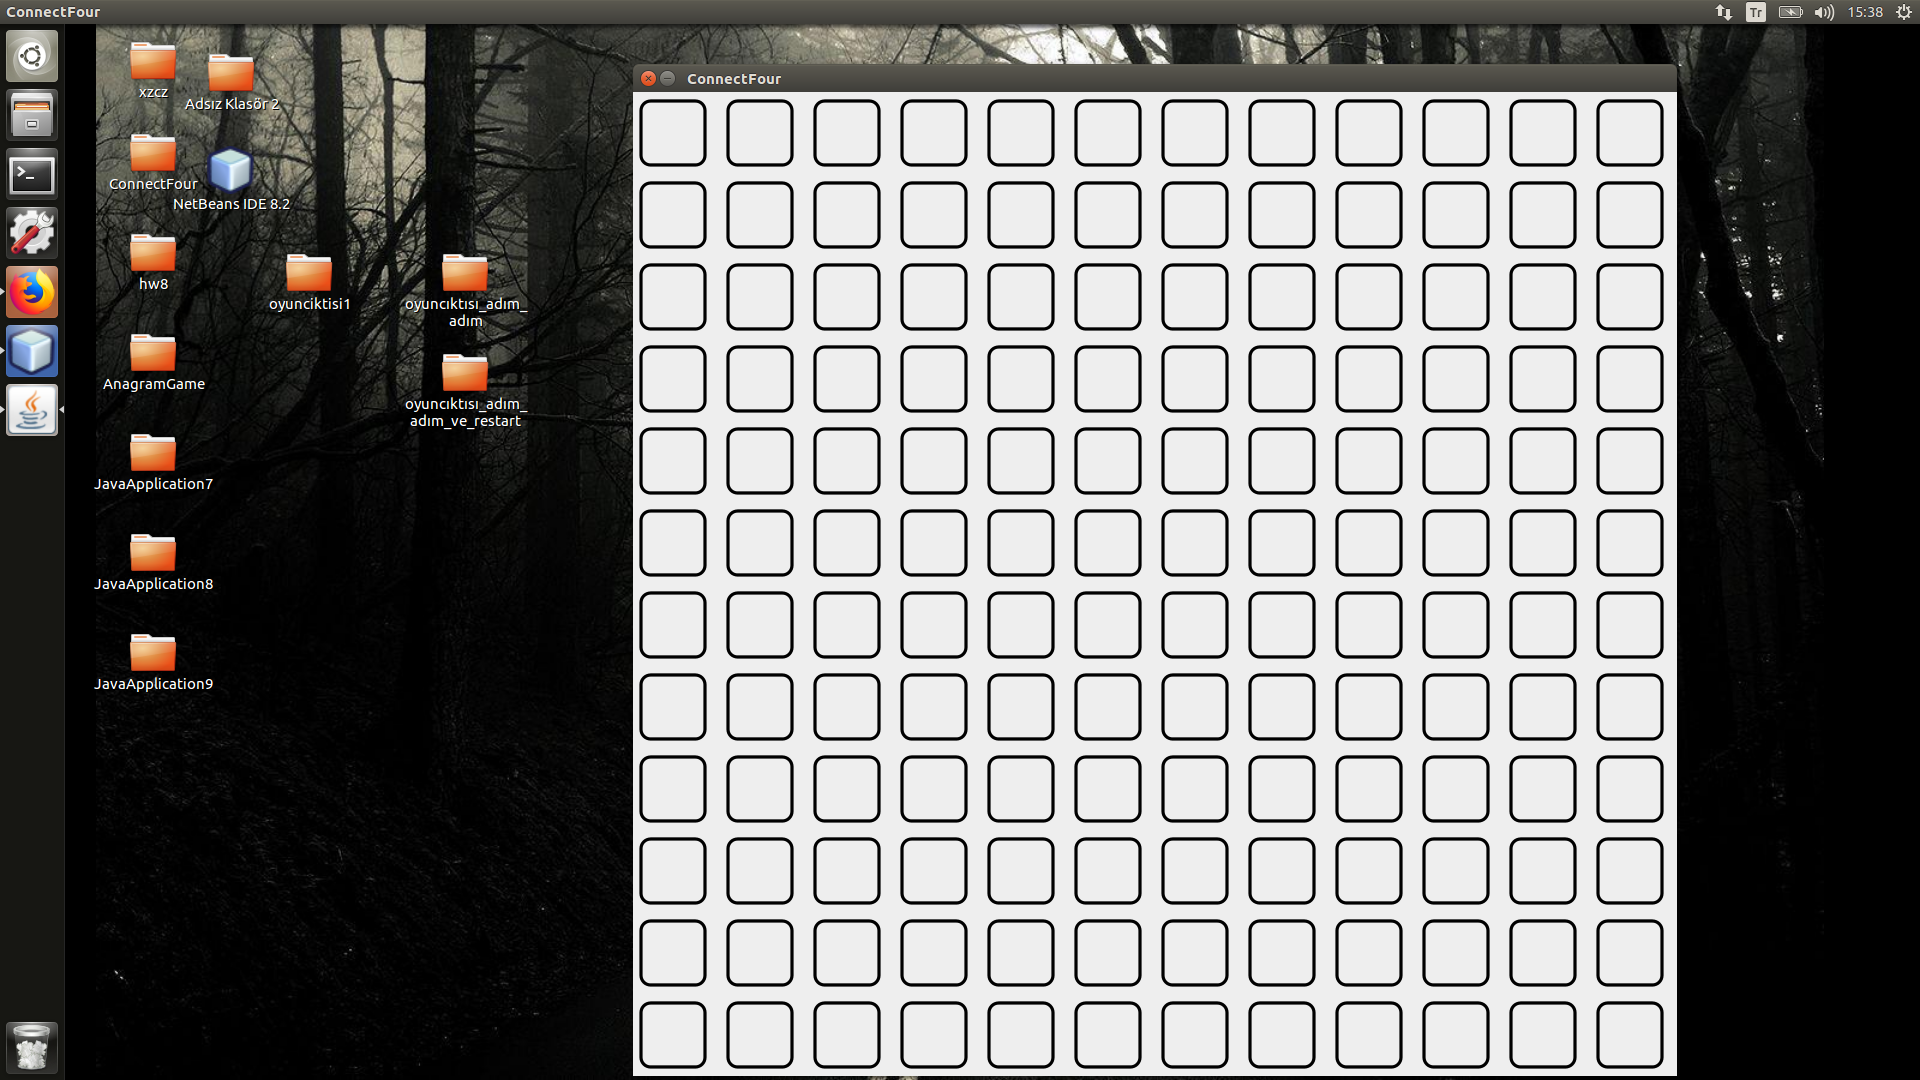 ConnectFour
Tr
15:38
xzcz
Adsız Klasör 2
ConnectFour
NetBeans IDE 8.2
hw8
oyunciktisi1
oyuncıktısı_adım_
adım
AnagramGame
oyuncıktısı_adım_
adım_ve_restart
JavaApplication7
JavaApplication8
JavaApplication9
ConnectFour